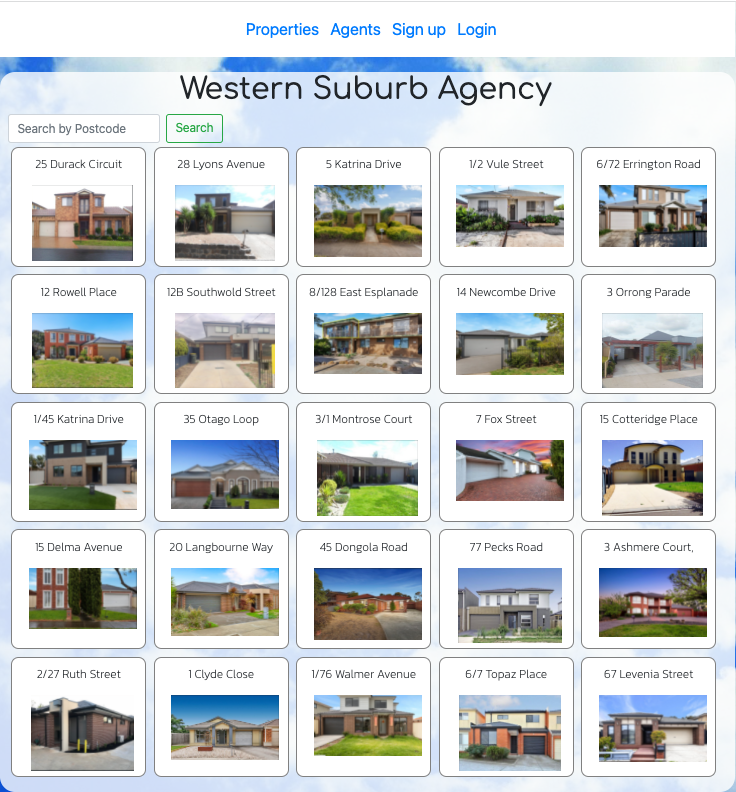 Properties Agents Sign up Login
Western Suburb Agency
Search by Postcode Search
25 Durack Circuit
28 Lyons Avenue
5 Katrina Drive
1/2 Vule Street
6/72 Errington Road
12 Rowell Place
12B Southwold Street
8/128 East Esplanade
14 Newcombe Drive
3 Orrong Parade
1/45 Katrina Drive
35 Otago Loop
3/1 Montrose Court
7 Fox Street
15 Cotteridge Place
15 Delma Avenue
20 Langbourne Way
45 Dongola Road
77 Pecks Road
3 Ashmere Court,
2/27 Ruth Street
1 Clyde Close
1/76 Walmer Avenue
6/7 Topaz Place
67 Levenia Street